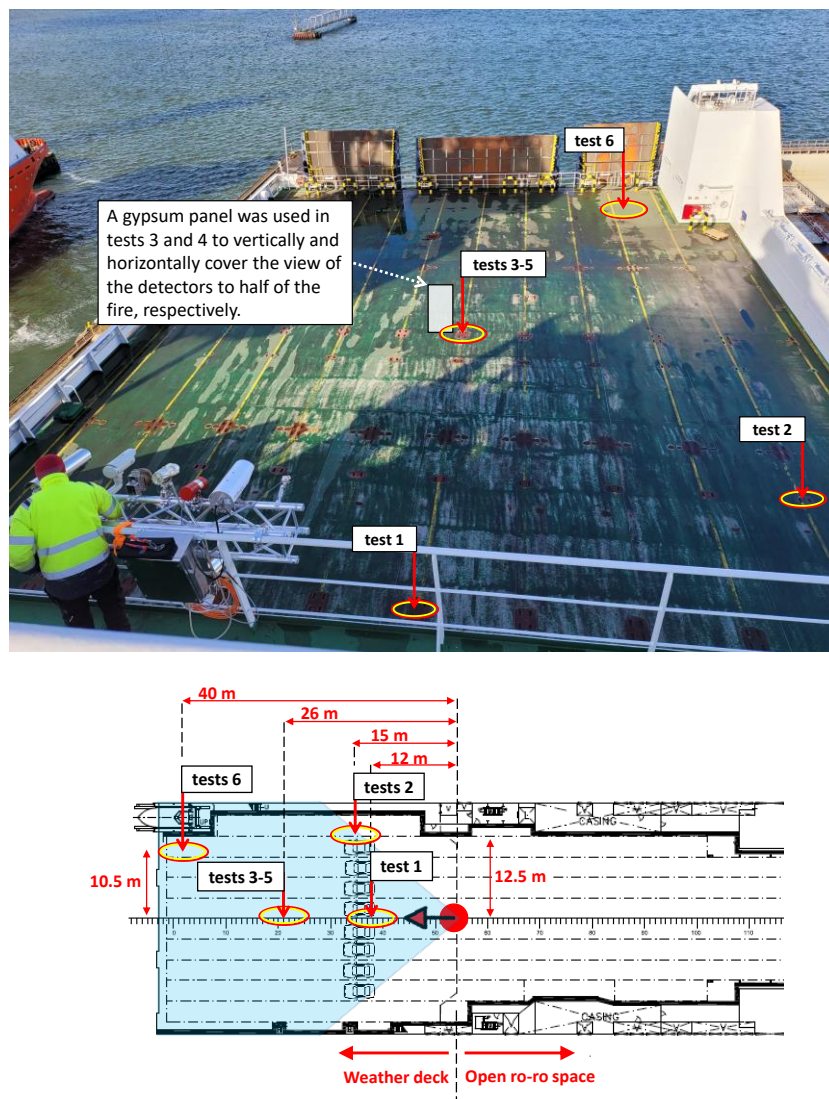 test 6
A gypsum panel was used in
tests 3 and 4 to vertically and
horizontally cover the view of
the detectors to half of the
fire, respectively.
tests 3-5
test 2
test 1
40 m
26 m
15 m
12 m
tests 6
tests 2
UP
CASING
10.5 m
tests 3-5
test 1
12.5 m
0 10 20 30 40 50 60 70 80 90 100 110
CASING
Weather deck
Open ro-ro space